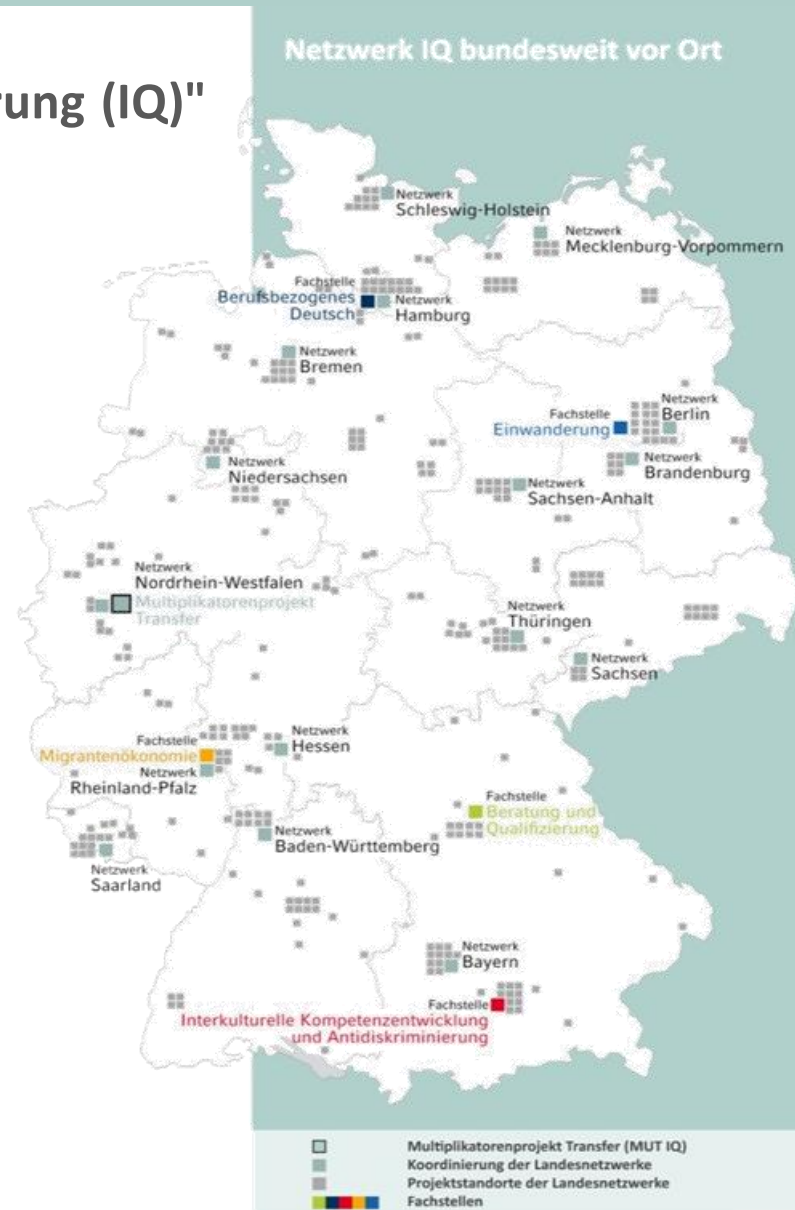 Netzwerk IQ bundesweit vor Ort
rung (IQ)"
Netzwerk
Schleswig-Holstein
Netzwerk
Mecklenburg-Vorpommern
Fachstelle
Berufsbezogenes
Deutsch
Netzwerk
Hamburg
Netzwerk
Bremen
Netzwerk
Berlin
Fachstelle
Einwanderung
Netzwerk
Brandenburg
Netzwerk
Niedersachsen
Netzwerk
Sachsen-Anhalt
Netzwerk
Nordrhein-Westfalen
Multiplikatorenprojekt
Transfer
Netzwerk
Thüringen
Netzwerk
Sachsen
Netzwerk
Hessen
Fachstelle
Migrantenökonomie
Netzwerk
Rheinland-Pfalz
Fachstelle
Beratung und
Qualifizierung
Netzwerk
Baden-Württemberg
Netzwerk
Saarland
Netzwerk
Bayern
Fachstelle
Interkulturelle Kompetenzentwicklung
und Antidiskriminierung
Multiplikatorenprojekt Transfer (MUT IQ)
Koordinierung der Landesnetzwerke
Projektstandorte der Landesnetzwerke
Fachstellen